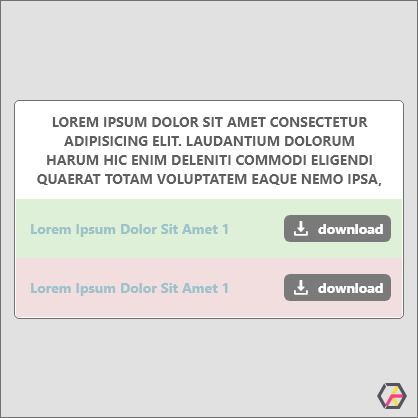 LOREM IPSUM DOLOR SIT AMET CONSECTETUR
ADIPISICING ELIT. LAUDANTIUM DOLORUM
HARUM HIC ENIM DELENITI COMMODI ELIGENDI
QUAERAT TOTAM VOLUPTATEM EAQUE NEMO IPSA,
Lorem Ipsum Dolor Sit Amet 1
download
Lorem Ipsum Dolor Sit Amet 1
download